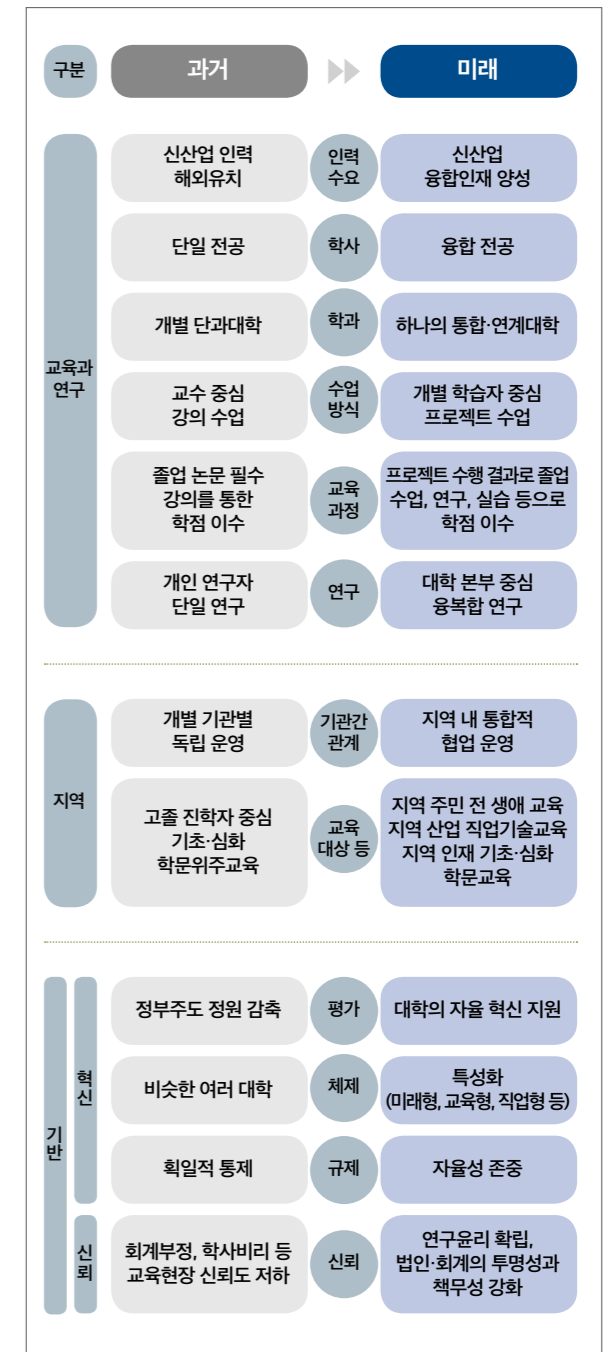 구분
과거
미래
교육과
연구
신산업 인력
해외유치
인력
수요
신산업
융합인재 양성
단일 전공
학사
융합 전공
개별 단과대학
학과
하나의 통합·연계대학
교수 중심
강의 수업
수업
방식
개별 학습자 중심
프로젝트 수업
졸업 논문 필수
강의를 통한
학점 이수
교육
과정
프로젝트 수행 결과로 졸업
수업, 연구, 실습 등으로
학점 이수
개인 연구자
단일 연구
연구
대학 본부 중심
융복합 연구
지역
개별 기관별
독립 운영
기관간
관계
지역 내 통합적
협업 운영
고졸 진학자 중심
기초·심화
학문위주교육
교육
대상 등
지역 주민 전 생애 교육
지역 산업 직업기술교육
지역 인재 기초·심화
학문교육
기반
혁신
정부주도 정원 감축
평가
대학의 자율 혁신 지원
비슷한 여러 대학
체제
특성화
(미래형, 교육형, 직업형 등)
획일적 통제
규제
자율성 존중
신뢰
회계부정, 학사비리 등
교육현장 신뢰도 저하
신뢰
연구윤리 확립,
법인·회계의 투명성과
책무성 강화